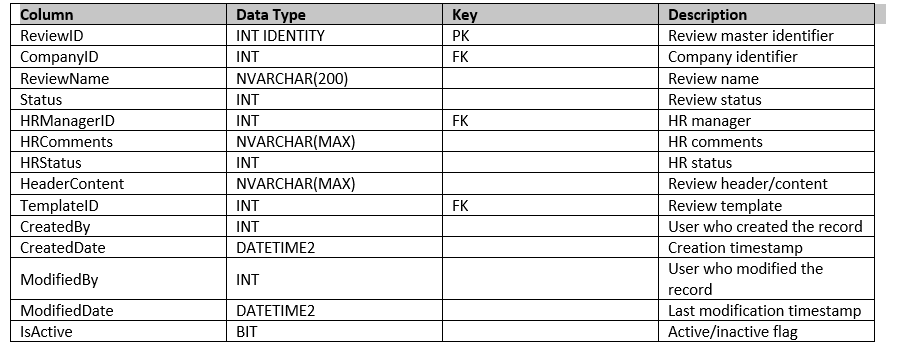 Column Data Type Key Description
ReviewID INT IDENTITY PK Review master identifier
CompanyID INT FK Company identifier
ReviewName NVARCHAR(200) Review name
Status INT Review status
HRManagerID INT FK HR manager
HRComments NVARCHAR(MAX) HR comments
HRStatus INT HR status
HeaderContent NVARCHAR(MAX) Review header/content
TemplateID INT FK Review template
CreatedBy INT User who created the record
CreatedDate DATETIME2 Creation timestamp
ModifiedBy INT User who modified the
record
ModifiedDate DATETIME2 Last modification timestamp
IsActive BIT Active/inactive flag